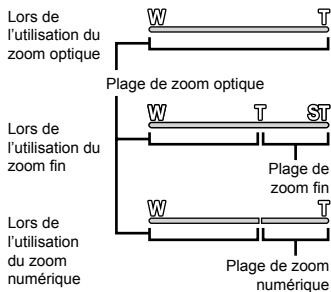 Lors de
l'utilisation du
zoom optique
W T
Plage de zoom optique
Lors de
l'utilisation du
zoom fin
W T ST
Plage de
zoom fin
Lors de
l'utilisation
du zoom
numérique
W T
Plage de zoom
numérique